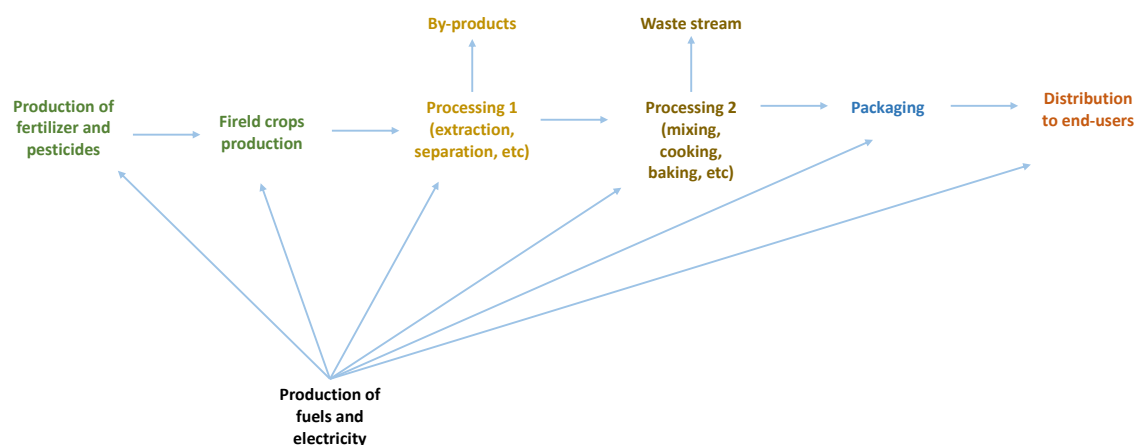 By-products
Waste stream
Production of
fertilizer and
pesticides
Fireld crops
production
Processing 1
(extraction,
separation, etc)
Processing 2
(mixing,
cooking,
baking, etc)
Packaging
Distribution
to end-users
Production of
fuels and
electricity